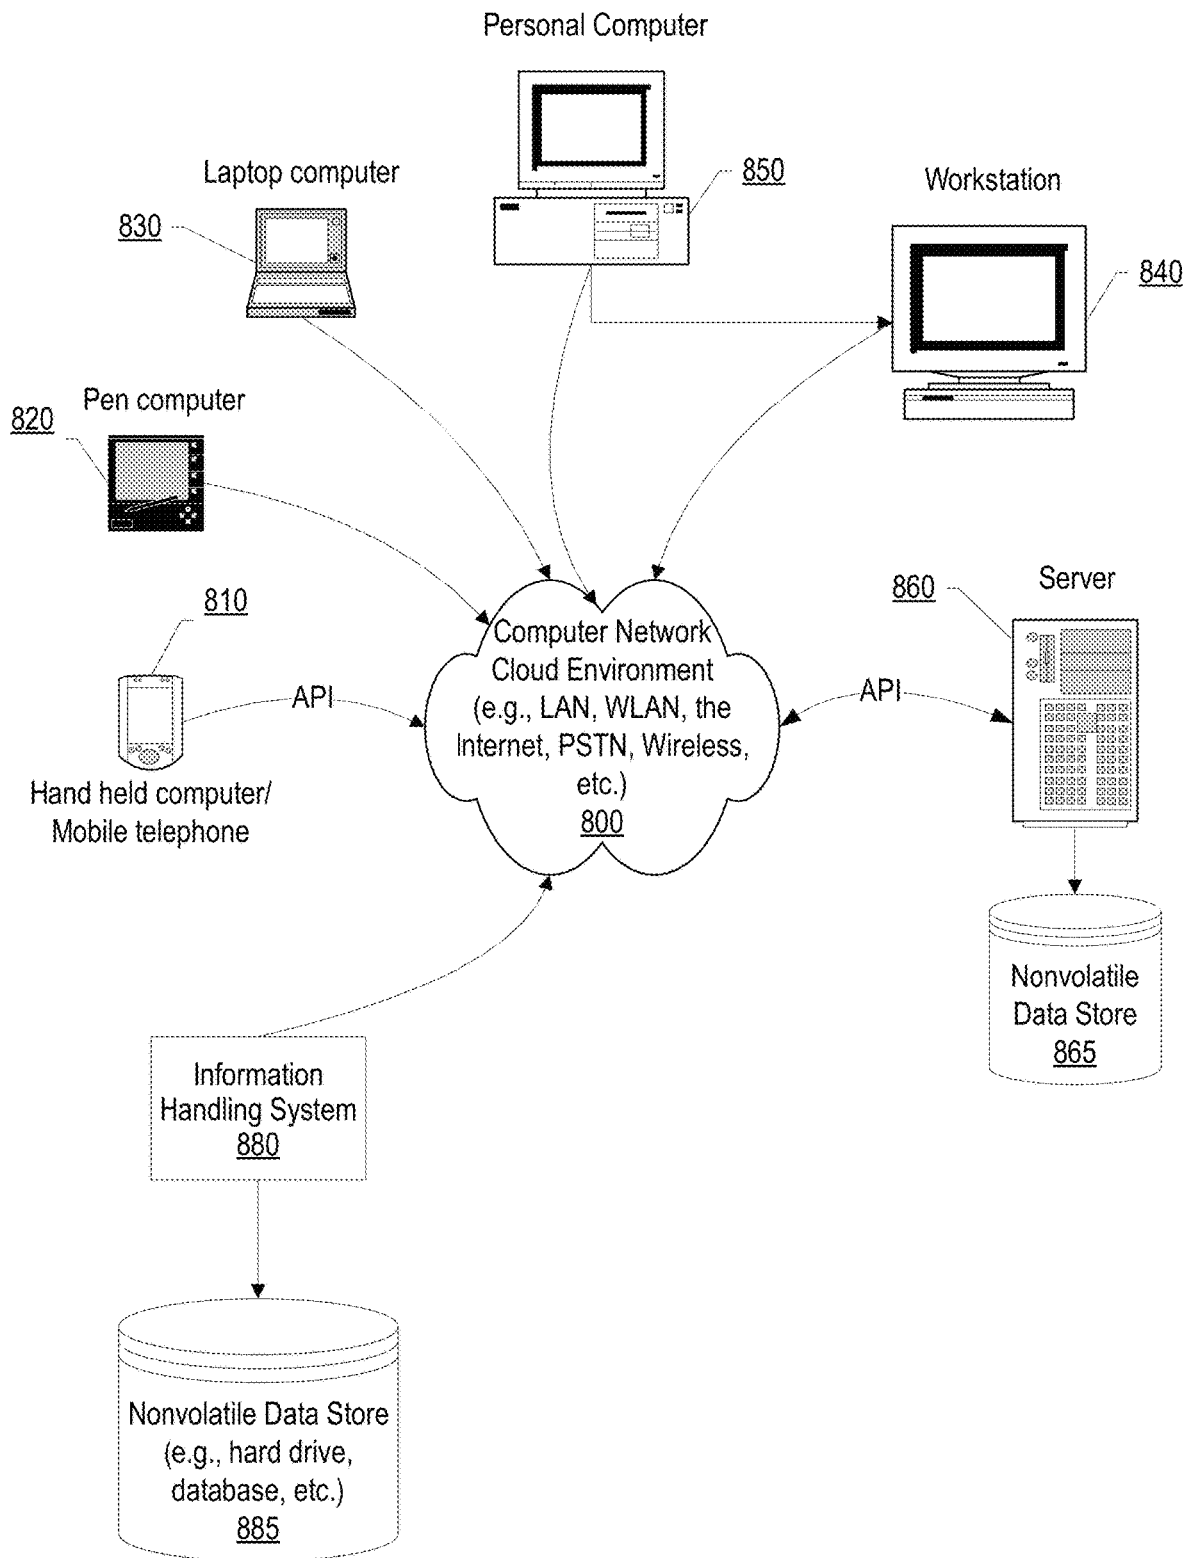 Personal Computer
850
Laptop computer
830
Workstation
840
Pen computer
820
810
API
Hand held computer/
Mobile telephone
Computer Network
Cloud Environment
(e.g., LAN, WLAN, the
Internet, PSTN, Wireless,
etc.)
800
API
860
Server
Nonvolatile
Data Store
865
Information
Handling System
880
Nonvolatile Data Store
(e.g., hard drive,
database, etc.)
885